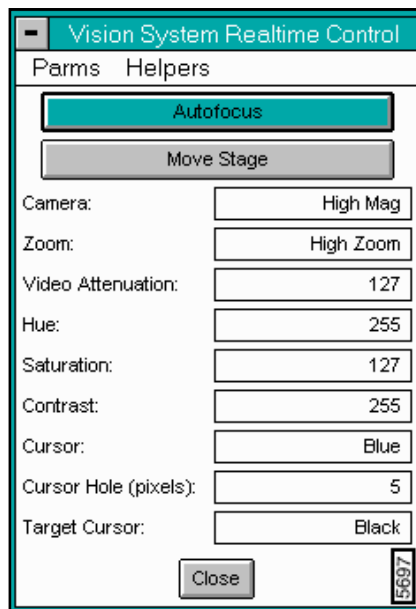 Vision System Realtime Control
Parms Helpers
Autofocus
Move Stage
Camera: High Mag
Zoom: High Zoom
Video Attenuation: 127
Hue: 255
Saturation: 127
Contrast: 255
Cursor: Blue
Cursor Hole (pixels): 5
Target Cursor: Black
Close
5697